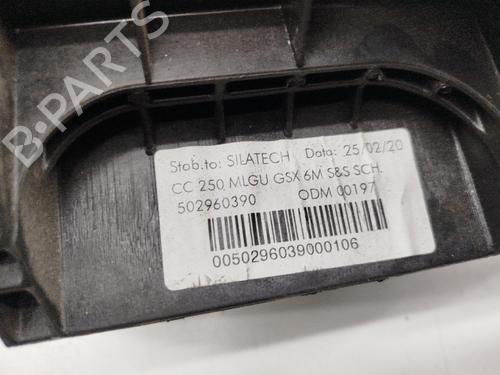 B-PARTS
Stab.to: SILATECH Data: 25/02/20
CC 250 MLGU GSX 6M S&S SCH.
502960390 ODM 00197
0050296039000106